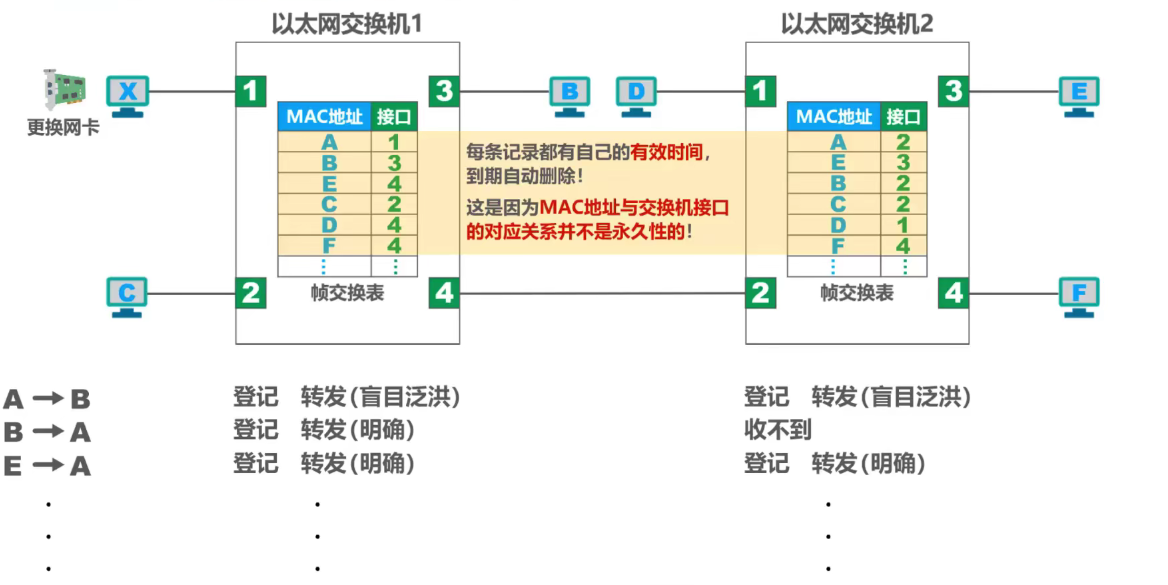 以太网交换机1
以太网交换机2
更换网卡
X
C
B
D
E
F
1
3
2
4
MAC地址 接口
A 1
B 3
E 4
C 2
D 4
F 4
⋮ ⋮
帧交换表
每条记录都有自己的有效时间，
到期自动删除！
这是因为MAC地址与交换机接口
的对应关系并不是永久性的！
1
3
2
4
MAC地址 接口
A 2
E 3
B 2
C 2
D 1
F 4
⋮ ⋮
帧交换表
A→B 登记 转发(盲目泛洪) 登记 转发(盲目泛洪)
B→A 登记 转发(明确) 收不到
E→A 登记 转发(明确) 登记 转发(明确)
· · ·
· · ·
· · ·